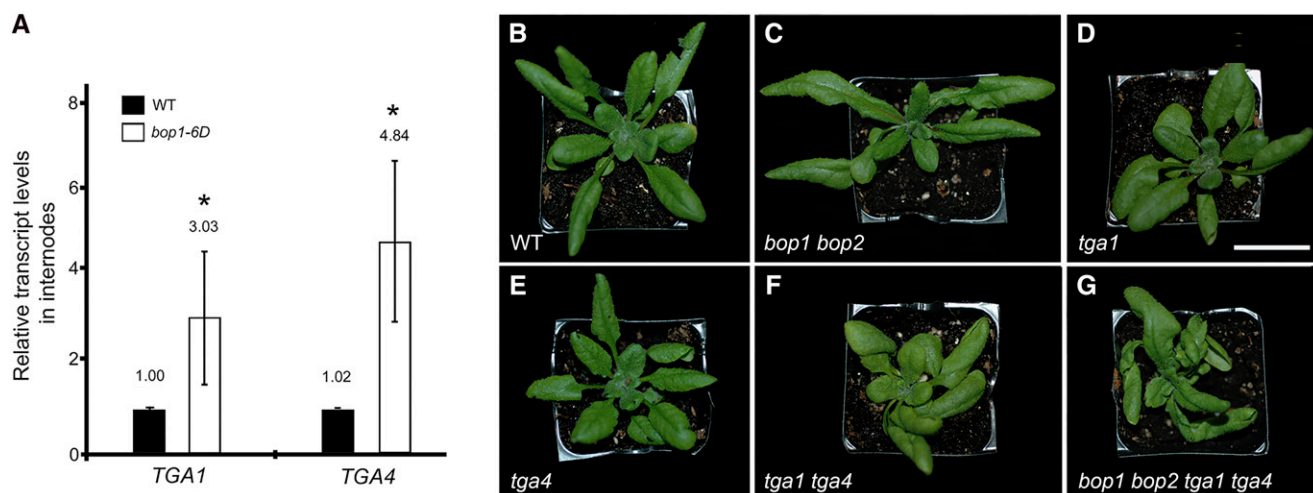 A
Relative transcript levels
in internodes
8
6
4
2
0
WT
bop1-6D
1.00
*
3.03
1.02
*
4.84
TGA1
TGA4
B
WT
C
bop1 bop2
D
tga1
E
tga4
F
tga1 tga4
G
bop1 bop2 tga1 tga4